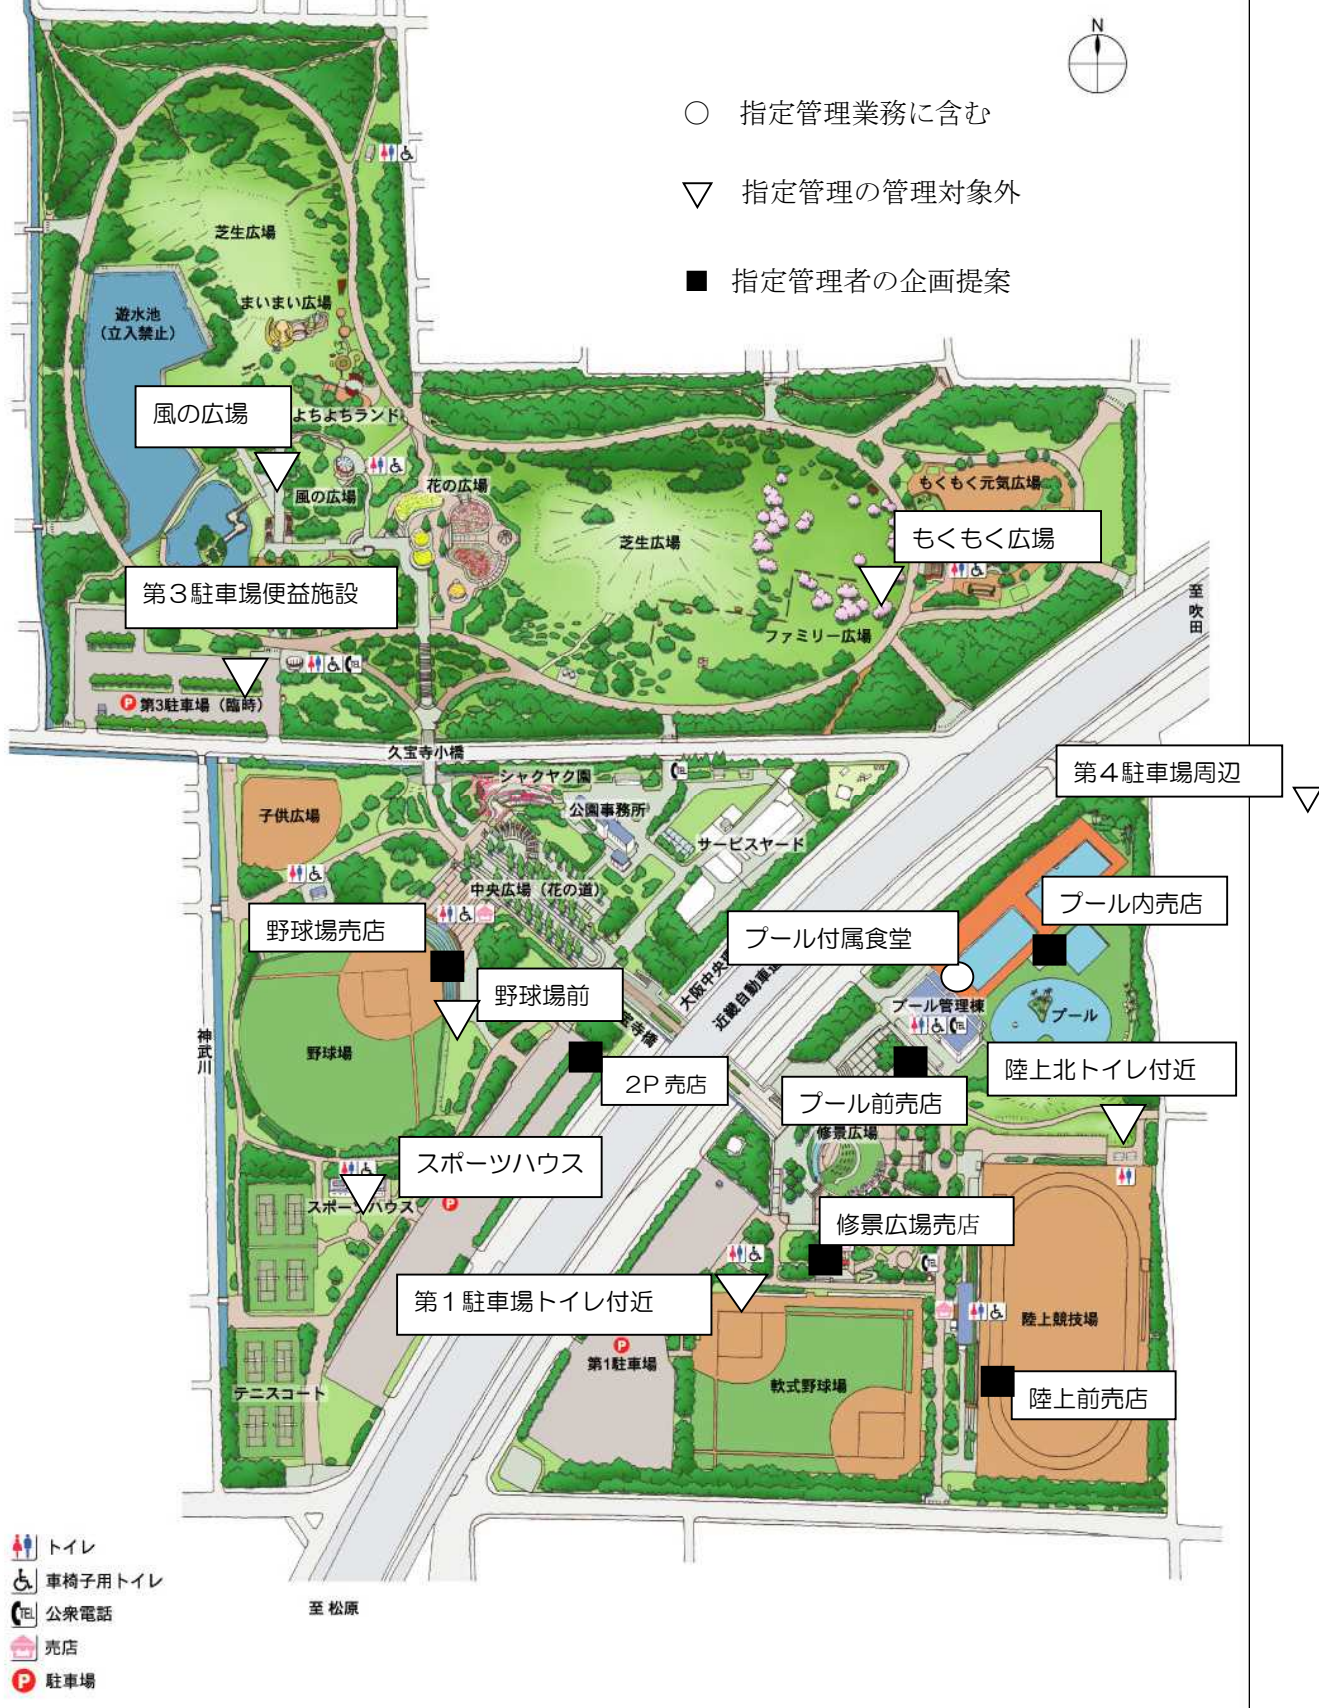 N
○ 指定管理業務に含む
▽ 指定管理の管理対象外
■ 指定管理者の企画提案
芝生広場
まいまい広場
遊水池
(立入禁止)
風の広場
よちよちランド
風の広場
花の広場
もくもく元気広場
芝生広場
もくもく広場
第3駐車場便益施設
至吹田
ファミリー広場
TEL
P 第3駐車場(臨時)
久宝寺小橋
シャクヤク園
TEL
第4駐車場周辺
公園事務所
子供広場
サービスヤード
中央広場(花の道)
プール内売店
野球場売店
プール付属食堂
大阪中央環
近畿自動車道
野球場前
プール管理棟
TEL
プール
宝寺橋
神武川
野球場
2P売店
陸上北トイレ付近
プール前売店
修景広場
スポーツハウス
スポーツハウス
P
修景広場売店
TEL
第1駐車場トイレ付近
陸上競技場
P
第1駐車場
軟式野球場
テニスコート
陸上前売店
トイレ
車椅子用トイレ
TEL 公衆電話
売店
P 駐車場
至 松原